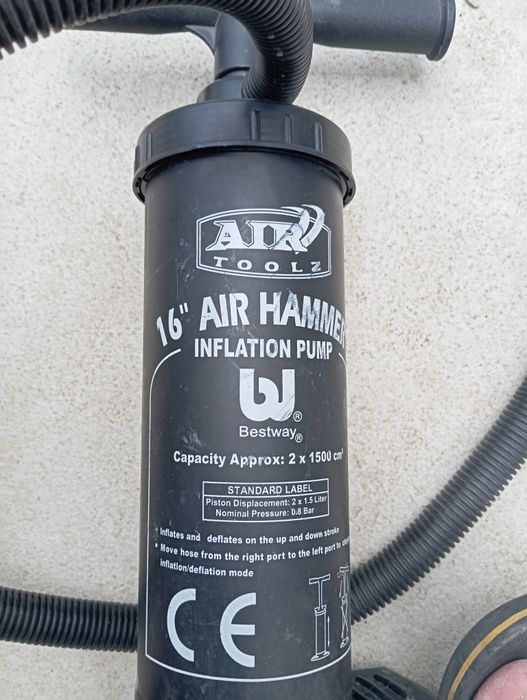 AIR
TOOLZ
16" AIR HAMMER
INFLATION PUMP
Bestway®
Capacity Approx: 2 x 1500 cm³
STANDARD LABEL
Piston Displacement: 2 x 1.5 Liter
Nominal Pressure: 0.8 Bar
• Inflates and deflates on the up and down stroke
• Move hose from the right port to the left port to
inflation/deflation mode
CE